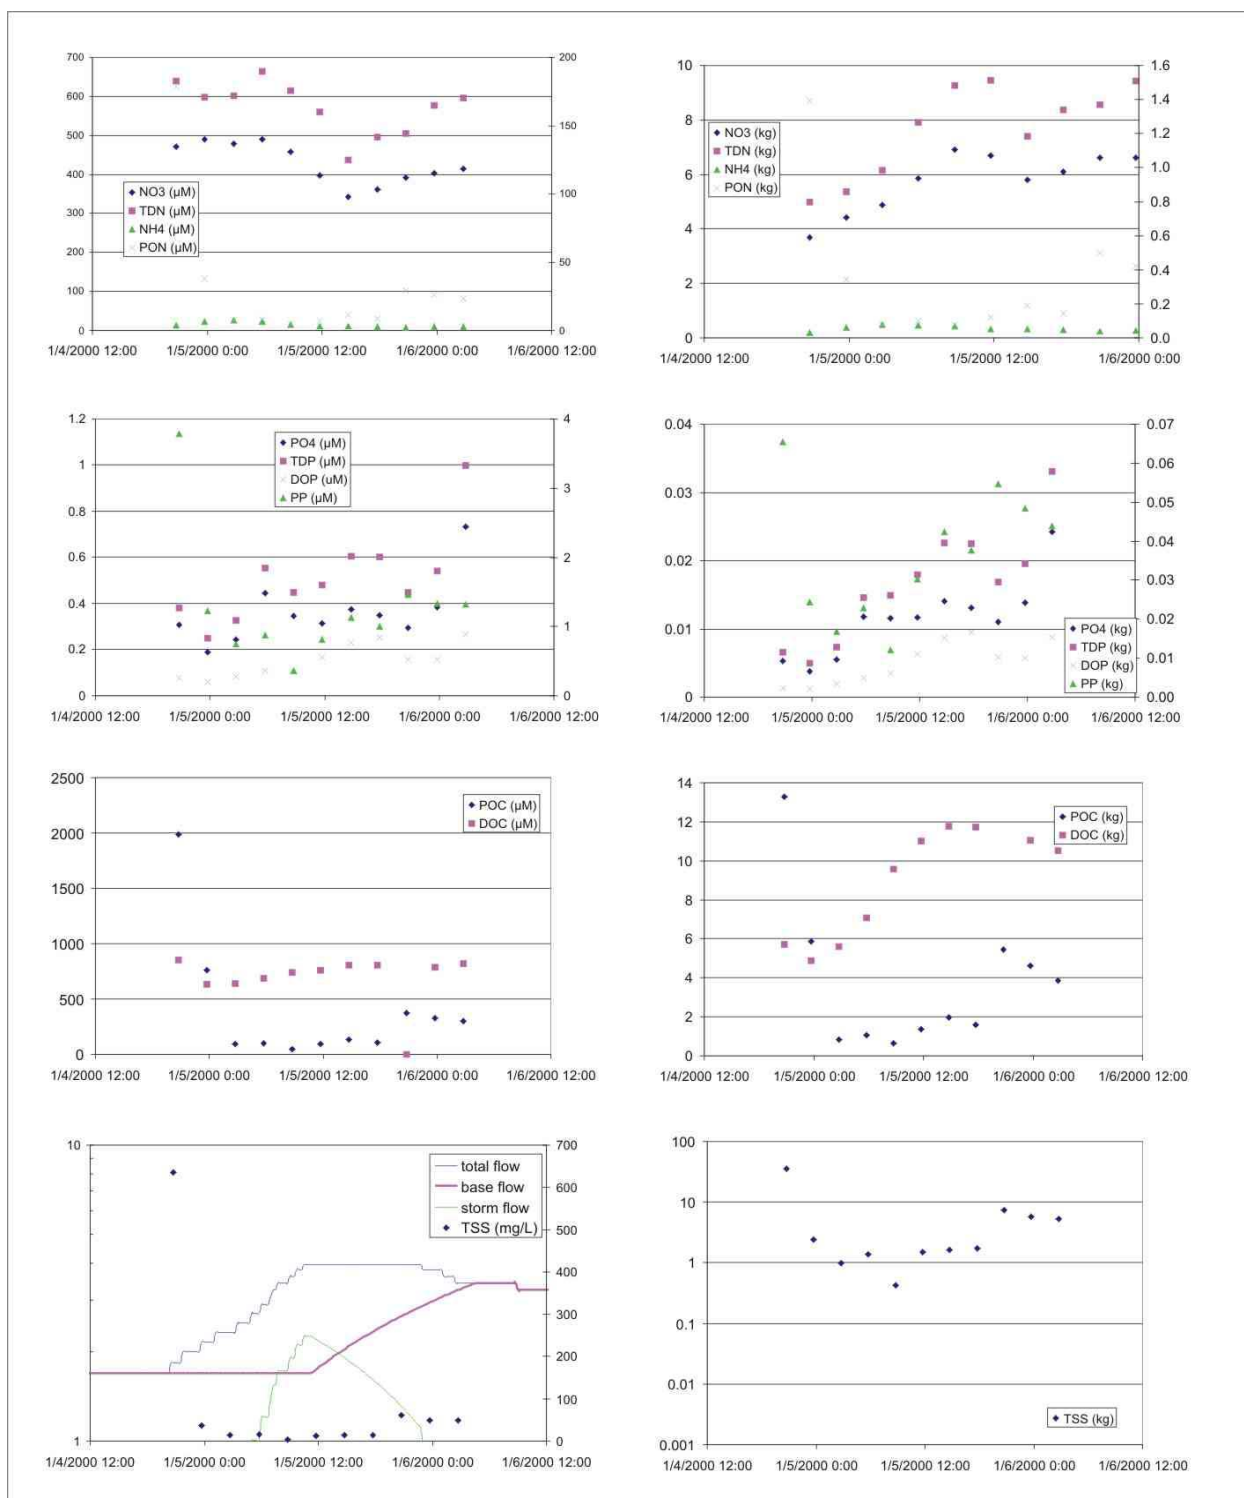 700
600
500
400
300
200
100
0
200
150
100
50
0
NO3 (µM)
TDN (µM)
NH4 (µM)
PON (µM)
1/4/2000 12:00 1/5/2000 0:00 1/5/2000 12:00 1/6/2000 0:00 1/6/2000 12:00
10
8
6
4
2
0
1.6
1.4
1.2
1.0
0.8
0.6
0.4
0.2
0.0
NO3 (kg)
TDN (kg)
NH4 (kg)
PON (kg)
1/4/2000 12:00 1/5/2000 0:00 1/5/2000 12:00 1/6/2000 0:00
1.2
1
0.8
0.6
0.4
0.2
0
4
3
2
1
0
PO4 (µM)
TDP (µM)
DOP (uM)
PP (µM)
1/4/2000 12:00 1/5/2000 0:00 1/5/2000 12:00 1/6/2000 0:00 1/6/2000 12:00
0.04
0.03
0.02
0.01
0
0.07
0.06
0.05
0.04
0.03
0.02
0.01
0.00
PO4 (kg)
TDP (kg)
DOP (kg)
PP (kg)
1/4/2000 12:00 1/5/2000 0:00 1/5/2000 12:00 1/6/2000 0:00 1/6/2000 12:00
2500
2000
1500
1000
500
0
POC (µM)
DOC (µM)
1/4/2000 12:00 1/5/2000 0:00 1/5/2000 12:00 1/6/2000 0:00 1/6/2000 12:00
14
12
10
8
6
4
2
0
POC (kg)
DOC (kg)
1/4/2000 12:00 1/5/2000 0:00 1/5/2000 12:00 1/6/2000 0:00 1/6/2000 12:00
10
1
700
600
500
400
300
200
100
0
total flow
base flow
storm flow
TSS (mg/L)
1/4/2000 12:00 1/5/2000 0:00 1/5/2000 12:00 1/6/2000 0:00 1/6/2000 12:00
100
10
1
0.1
0.01
0.001
TSS (kg)
1/4/2000 12:00 1/5/2000 0:00 1/5/2000 12:00 1/6/2000 0:00 1/6/2000 12:00